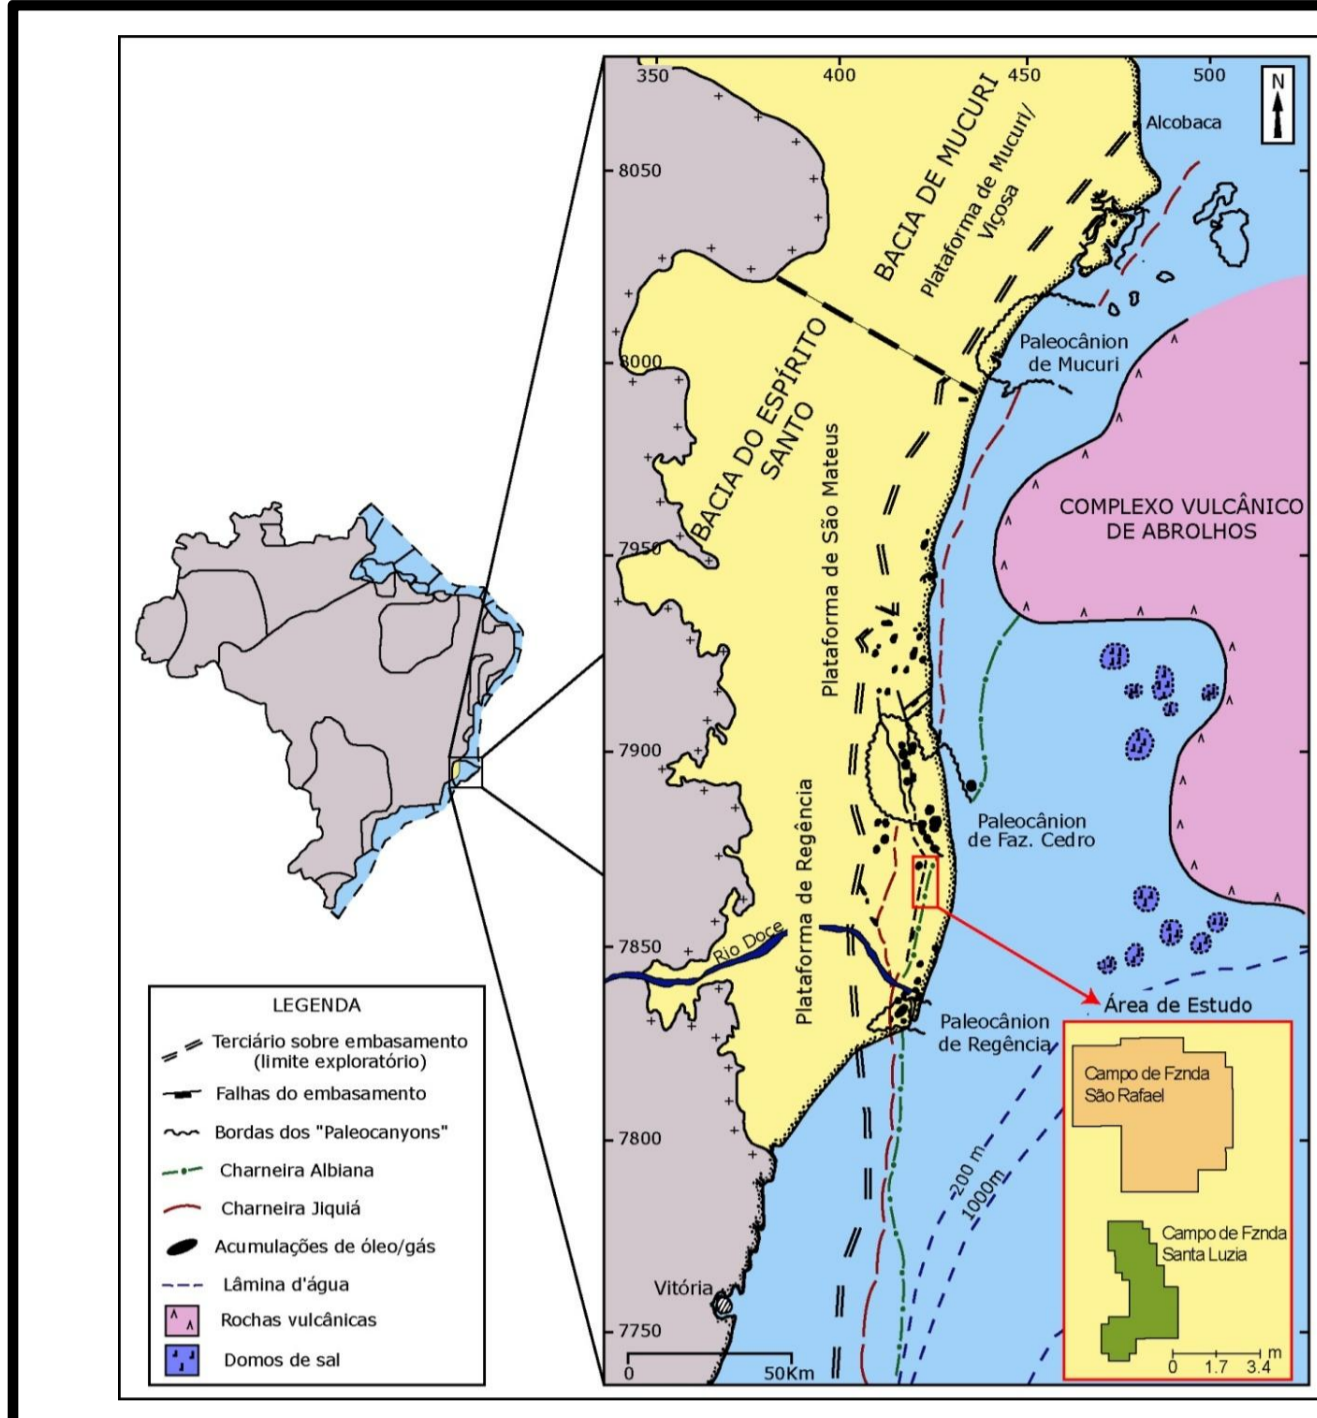 350
400
450
500
N
Alcobaca
8050
BACIA DE MUCURI
Plataforma de Mucuri/
Viçosa
Paleocânion
de Mucuri
8000
BACIA DO ESPÍRITO
SANTO
Plataforma de São Mateus
COMPLEXO VULCÂNICO
DE ABROLHOS
7950
7900
Paleocânion
de Faz. Cedro
Plataforma de Regência
7850
Rio Doce
Área de Estudo
Paleocânion
de Regência
7800
200 m
1000m
Vitória
7750
0
50Km
Campo de Fznda
São Rafael
Campo de Fznda
Santa Luzia
m
0 1.7 3.4
LEGENDA
Terciário sobre embasamento
(limite exploratório)
Falhas do embasamento
Bordas dos "Paleocanyons"
Charneira Albiana
Charneira Jiquiá
Acumulações de óleo/gás
Lâmina d'água
Rochas vulcânicas
Domos de sal